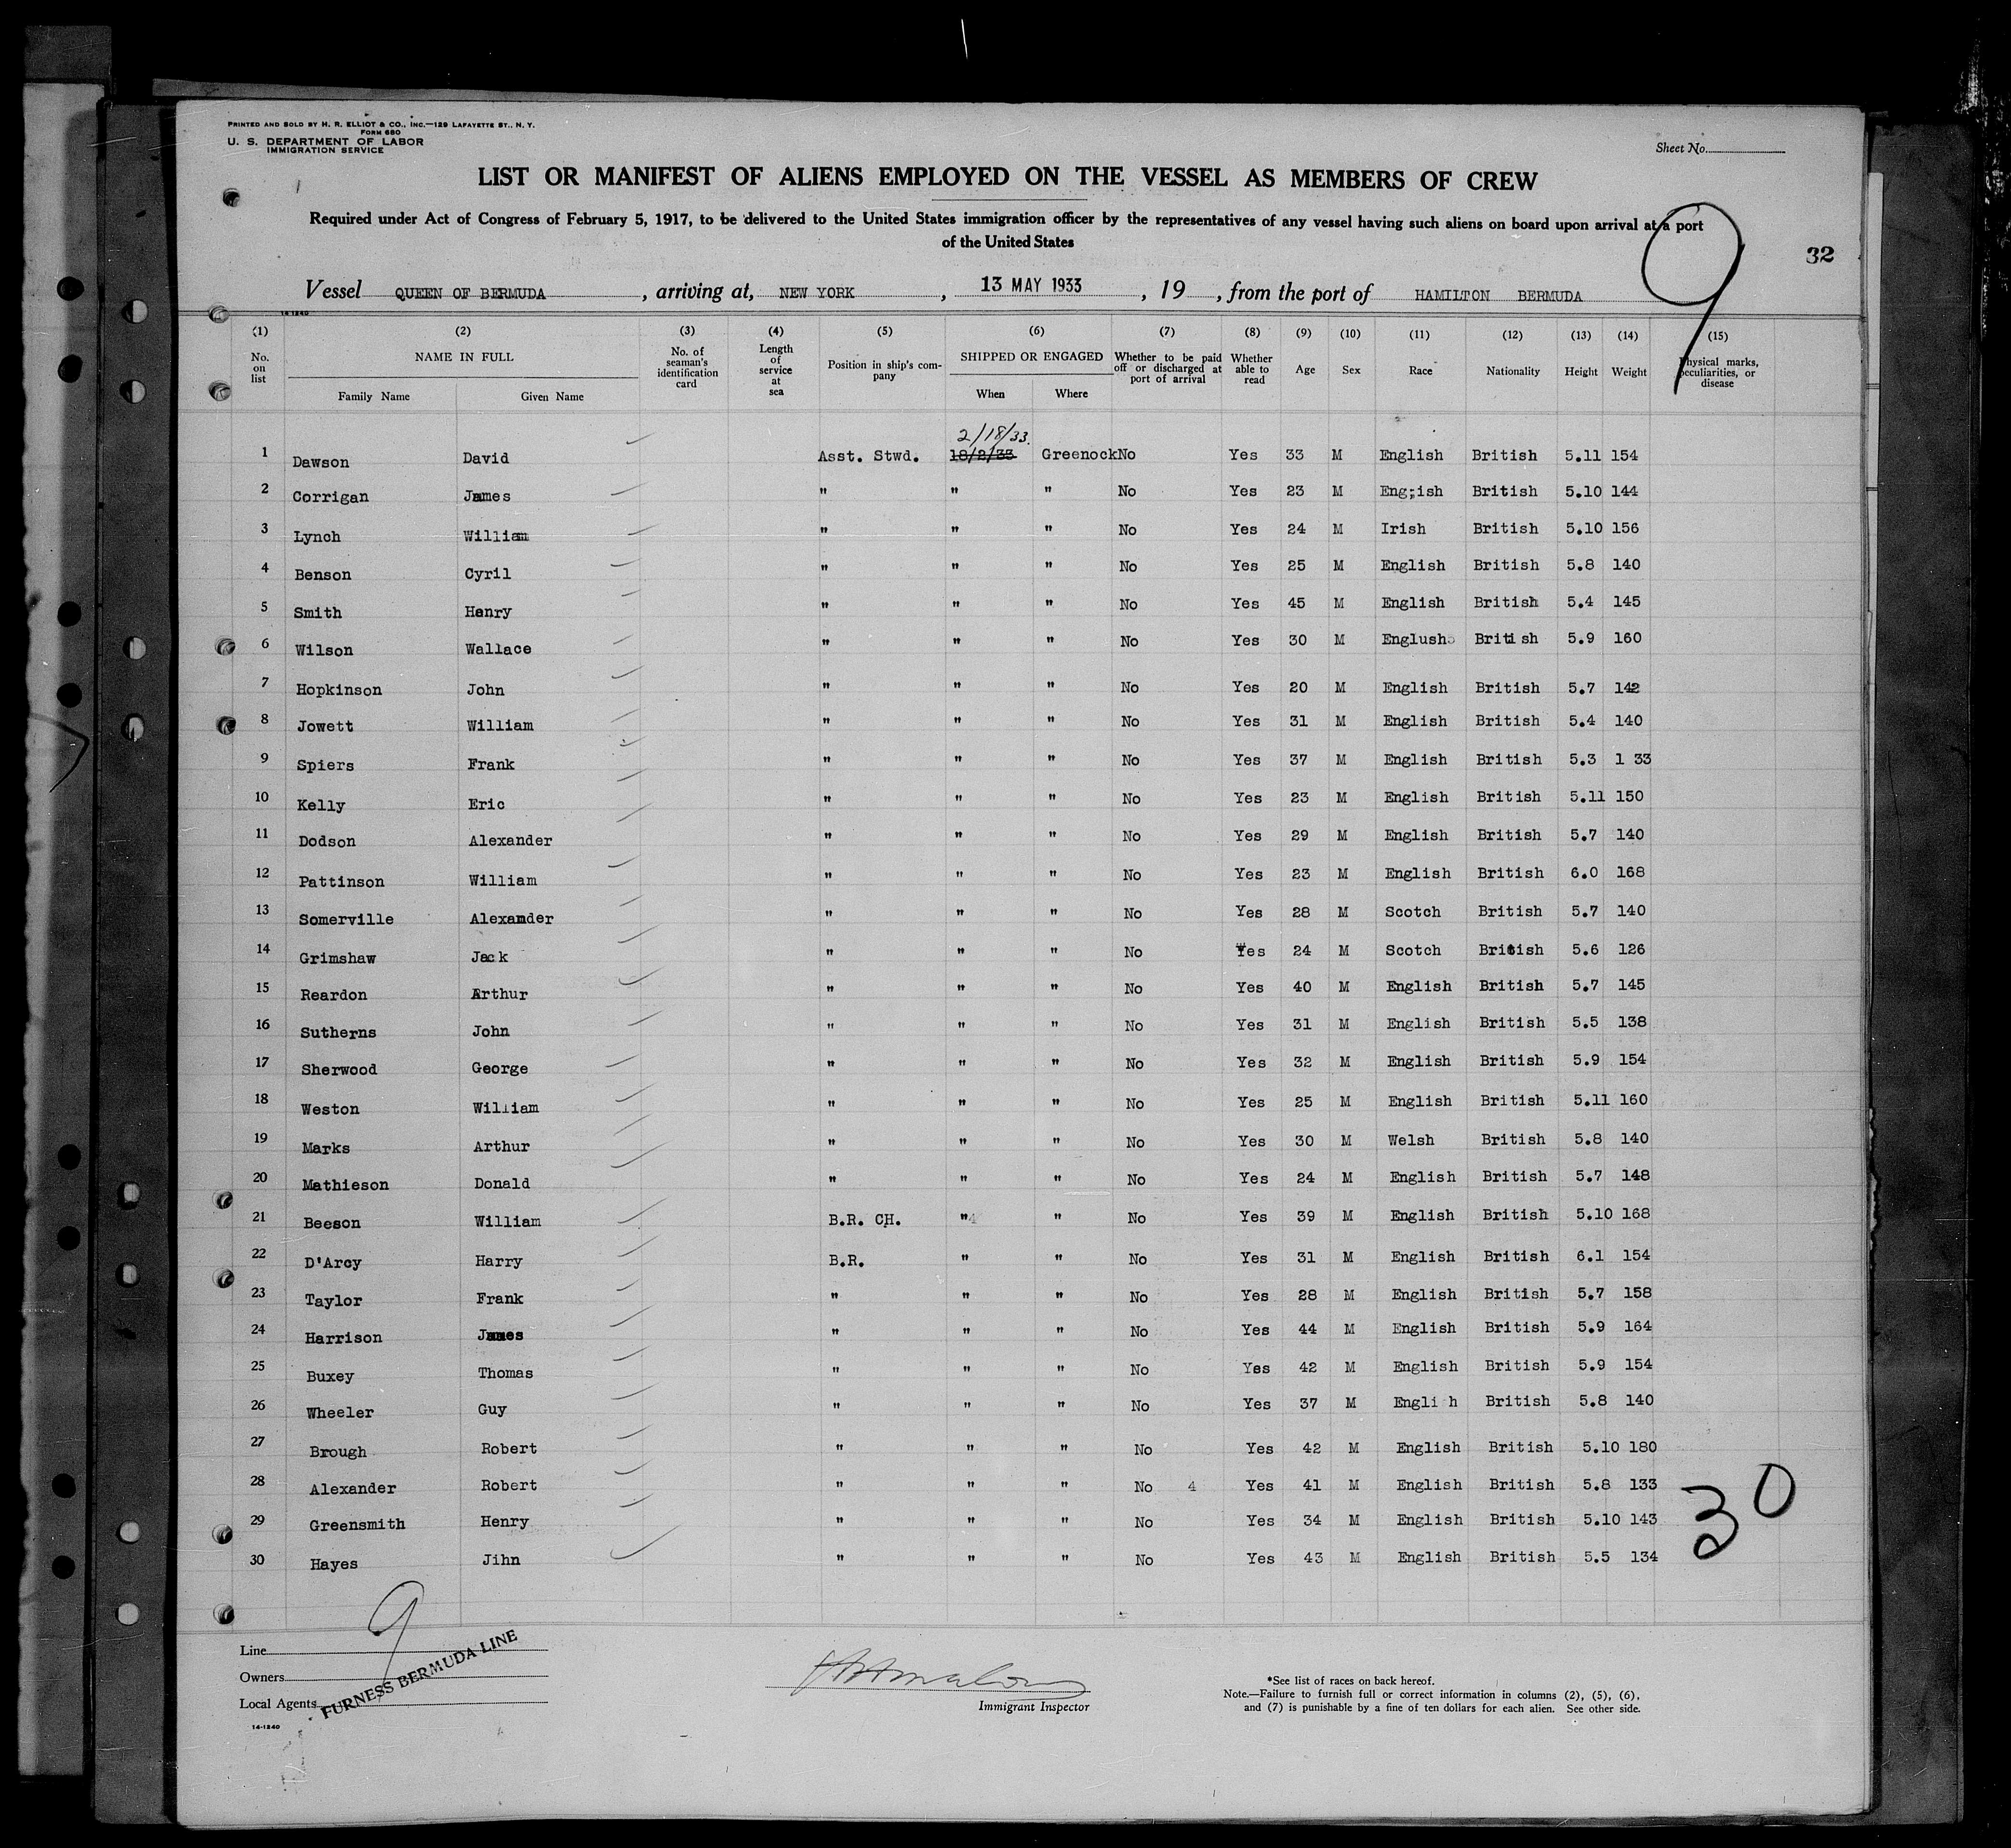 PRINTED AND SOLD BY H. R. ELLIOT & CO., INC.—129 LAFAYETTE ST., N. Y.
FORM 680
U. S. DEPARTMENT OF LABOR
IMMIGRATION SERVICE
Sheet No.
LIST OR MANIFEST OF ALIENS EMPLOYED ON THE VESSEL AS MEMBERS OF CREW
Required under Act of Congress of February 5, 1917, to be delivered to the United States immigration officer by the representatives of any vessel having such aliens on board upon arrival at a port
of the United States
9
32
Vessel QUEEN OF BERMUDA , arriving at, NEW YORK , 13 MAY 1933 , 19 , from the port of HAMILTON BERMUDA
14-1240
(1) (2) (3) (4) (5) (6) (7) (8) (9) (10) (11) (12) (13) (14) (15)
No. on list NAME IN FULL Family Name Given Name No. of seaman's identification card Length of service at sea Position in ship's company SHIPPED OR ENGAGED When Where Whether to be paid off or discharged at port of arrival Whether able to read Age Sex Race Nationality Height Weight Physical marks, peculiarities, or disease
2/18/33.
1 Dawson David Asst. Stwd. 18/2/33 Greenock No Yes 33 M English British 5.11 154
2 Corrigan James " " " No Yes 23 M Eng;ish British 5.10 144
3 Lynch William " " " No Yes 24 M Irish British 5.10 156
4 Benson Cyril " " " No Yes 25 M English British 5.8 140
5 Smith Henry " " " No Yes 45 M English British 5.4 145
6 Wilson Wallace " " " No Yes 30 M Englush British 5.9 160
7 Hopkinson John " " " No Yes 20 M English British 5.7 142
8 Jowett William " " " No Yes 31 M English British 5.4 140
9 Spiers Frank " " " No Yes 37 M English British 5.3 1 33
10 Kelly Eric " " " No Yes 23 M English British 5.11 150
11 Dodson Alexander " " " No Yes 29 M English British 5.7 140
12 Pattinson William " " " No Yes 23 M English British 6.0 168
13 Somerville Alexander " " " No Yes 28 M Scotch British 5.7 140
14 Grimshaw Jack " " " No Yes 24 M Scotch British 5.6 126
15 Reardon Arthur " " " No Yes 40 M English British 5.7 145
16 Sutherns John " " " No Yes 31 M English British 5.5 138
17 Sherwood George " " " No Yes 32 M English British 5.9 154
18 Weston William " " " No Yes 25 M English British 5.11 160
19 Marks Arthur " " " No Yes 30 M Welsh British 5.8 140
20 Mathieson Donald " " " No Yes 24 M English British 5.7 148
21 Beeson William B.R. CH. " " No Yes 39 M English British 5.10 168
22 D'Arcy Harry B.R. " " No Yes 31 M English British 6.1 154
23 Taylor Frank " " " No Yes 28 M English British 5.7 158
24 Harrison James " " " No Yes 44 M English British 5.9 164
25 Buxey Thomas " " " No Yes 42 M English British 5.9 154
26 Wheeler Guy " " " No Yes 37 M Engli h British 5.8 140
27 Brough Robert " " " No Yes 42 M English British 5.10 180
28 Alexander Robert " " " No 4 Yes 41 M English British 5.8 133
29 Greensmith Henry " " " No Yes 34 M English British 5.10 143
30 Hayes Jihn " " " No Yes 43 M English British 5.5 134
30
9
Line
Owners
Local Agents
FURNESS BERMUDA LINE
14-1240
Immigrant Inspector
*See list of races on back hereof.
Note.—Failure to furnish full or correct information in columns (2), (5), (6),
and (7) is punishable by a fine of ten dollars for each alien. See other side.